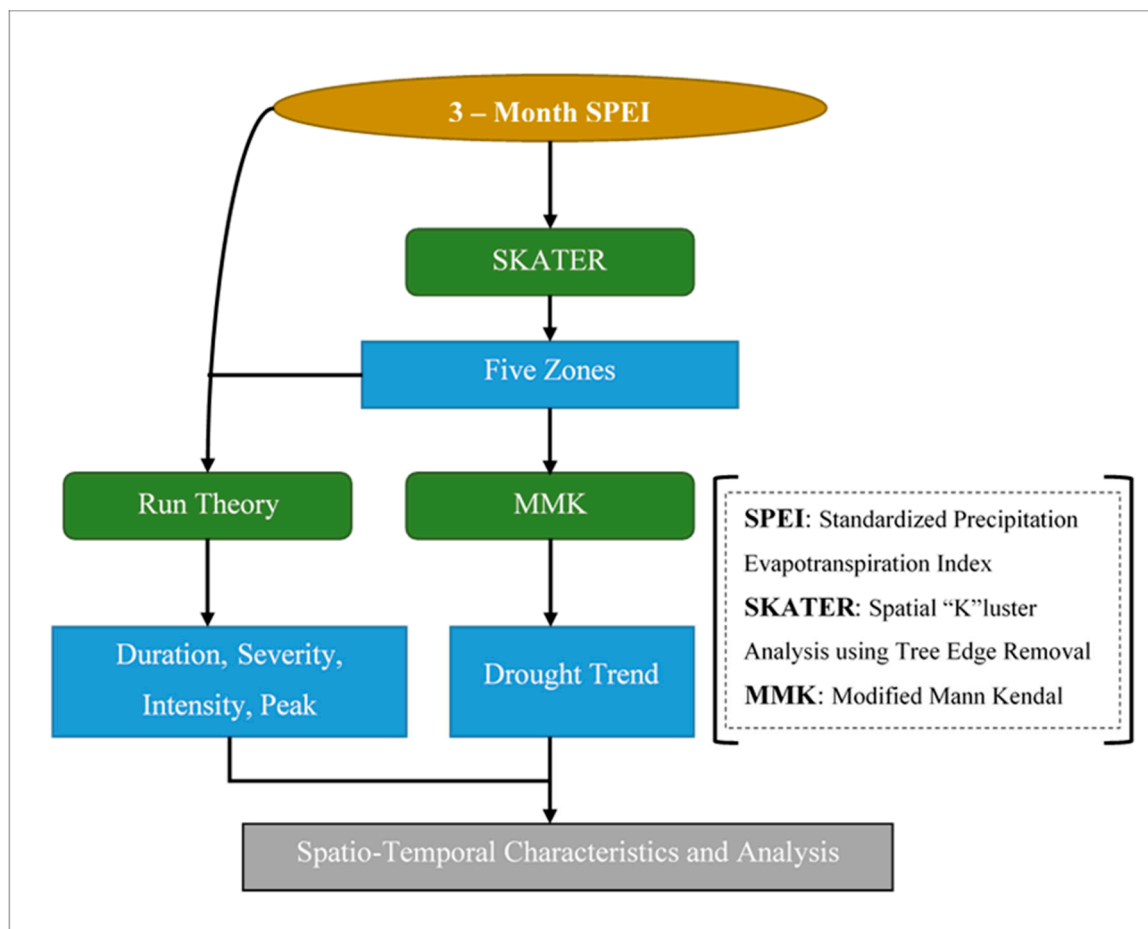 3 – Month SPEI
SKATER
Five Zones
Run Theory
MMK
Duration, Severity,
Intensity, Peak
Drought Trend
SPEI: Standardized Precipitation
Evapotranspiration Index
SKATER: Spatial “K”luster
Analysis using Tree Edge Removal
MMK: Modified Mann Kendal
Spatio-Temporal Characteristics and Analysis